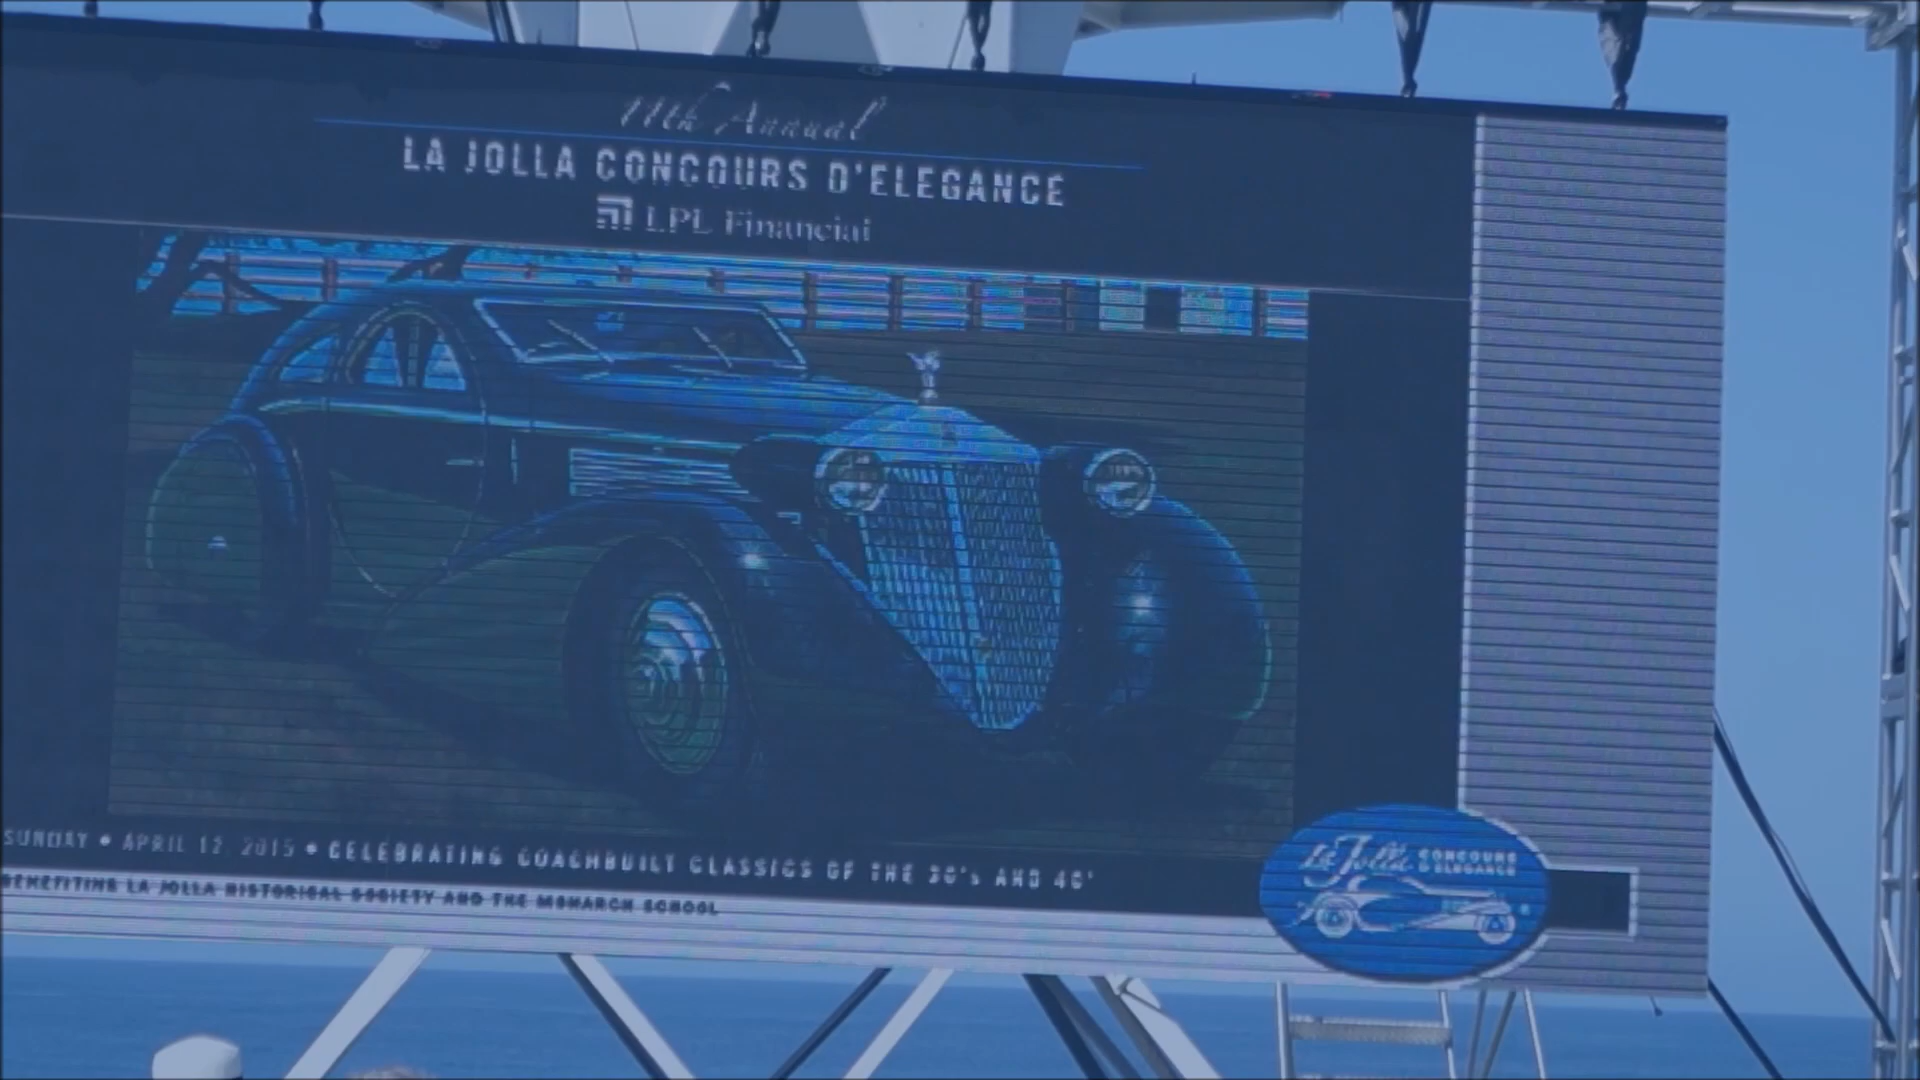 11th Annual
LA JOLLA CONCOURS D'ELEGANCE
LPL Financial
SUNDAY • APRIL 12, 2015 • CELEBRATING COACHBUILT CLASSICS OF THE 30's AND 40'
BENEFITING LA JOLLA HISTORICAL SOCIETY AND THE MONARCH SCHOOL
La Jolla CONCOURS
D'ELEGANCE